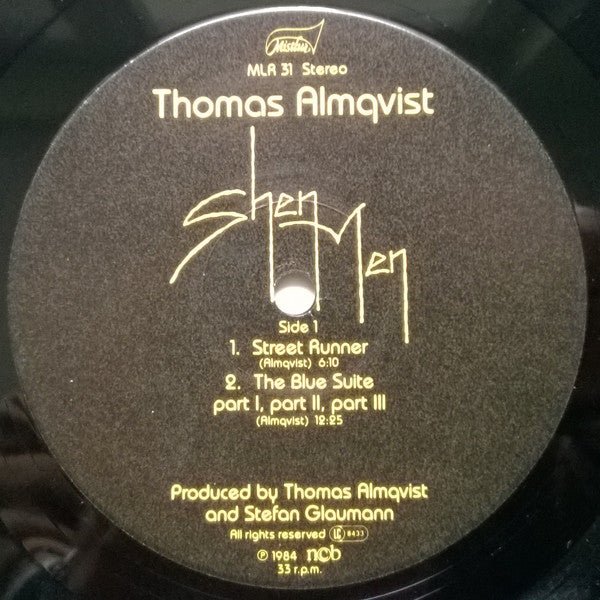 Mistlur
MLR 31 Stereo
Thomas Almqvist
Shen Men
Side 1
1. Street Runner
(Almqvist) 6:10
2. The Blue Suite
part I, part II, part III
(Almqvist) 12:25
Produced by Thomas Almqvist
and Stefan Glaumann
All rights reserved LC 8433
℗ 1984 ncb
33 r.p.m.